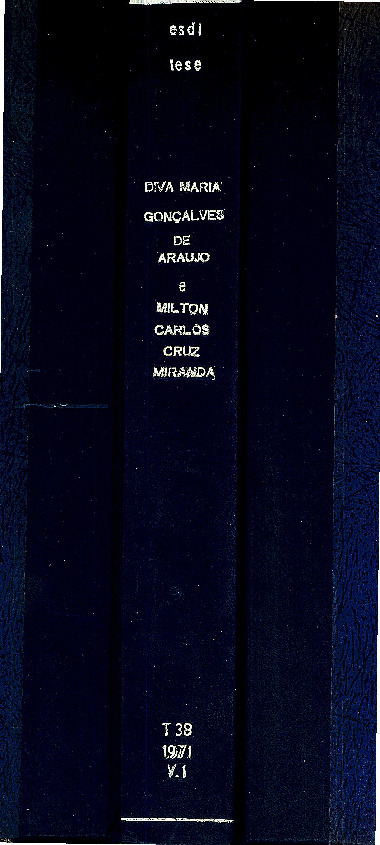 esdi
tese
DIVA MARIA
GONÇALVES
DE
ARAUJO
e
MILTON
CARLOS
CRUZ
MIRANDA
T 38
1971
V.1